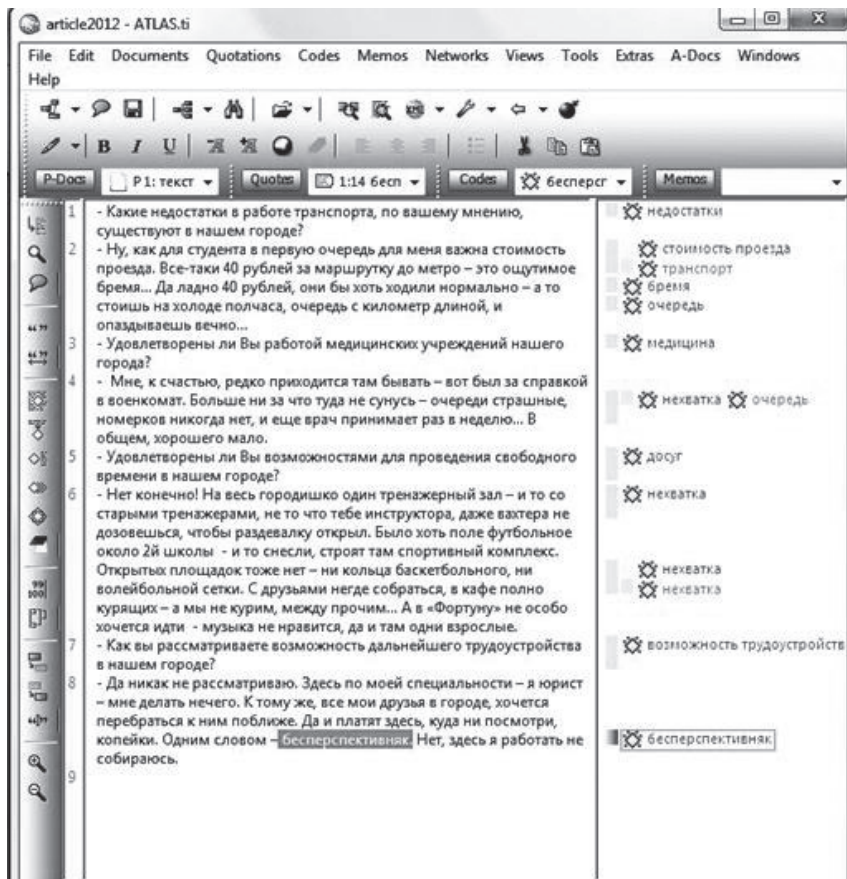 article2012 - ATLAS.ti
File Edit Documents Quotations Codes Memos Networks Views Tools Extras A-Docs Windows
Help
B I U
P-Docs P 1: текст Quotes 1:14 бесп Codes бесперсг Memos
1 - Какие недостатки в работе транспорта, по вашему мнению,
существуют в нашем городе?
недостатки
2 - Ну, как для студента в первую очередь для меня важна стоимость
стоимость проезда
проезда. Все-таки 40 рублей за маршрутку до метро – это ощутимое
транспорт
бремя... Да ладно 40 рублей, они бы хоть ходили нормально – а то
бремя
стоишь на холоде полчаса, очередь с километр длиной, и
очередь
опаздываешь вечно...
3 - Удовлетворены ли Вы работой медицинских учреждений нашего
города?
медицина
4 - Мне, к счастью, редко приходится там бывать – вот был за справкой
в военкомат. Больше ни за что туда не сунусь – очереди страшные,
нехватка очередь
номерков никогда нет, и еще врач принимает раз в неделю... В
общем, хорошего мало.
5 - Удовлетворены ли Вы возможностями для проведения свободного
времени в нашем городе?
досуг
6 - Нет конечно! На весь городишко один тренажерный зал – и то со
нехватка
старыми тренажерами, не то что тебе инструктора, даже вахтера не
дозовешься, чтобы раздевалку открыл. Было хоть поле футбольное
около 2й школы - и то снесли, строят там спортивный комплекс.
Открытых площадок тоже нет – ни кольца баскетбольного, ни
нехватка
волейбольной сетки. С друзьями негде собраться, в кафе полно
нехватка
курящих – а мы не курим, между прочим... А в «Фортуну» не особо
хочется идти - музыка не нравится, да и там одни взрослые.
7 - Как вы рассматриваете возможность дальнейшего трудоустройства
в нашем городе?
возможность трудоустройств
8 - Да никак не рассматриваю. Здесь по моей специальности – я юрист
– мне делать нечего. К тому же, все мои друзья в городе, хочется
перебраться к ним поближе. Да и платят здесь, куда ни посмотри,
копейки. Одним словом – бесперспективняк. Нет, здесь я работать не
бесперспективняк
собираюсь.
9